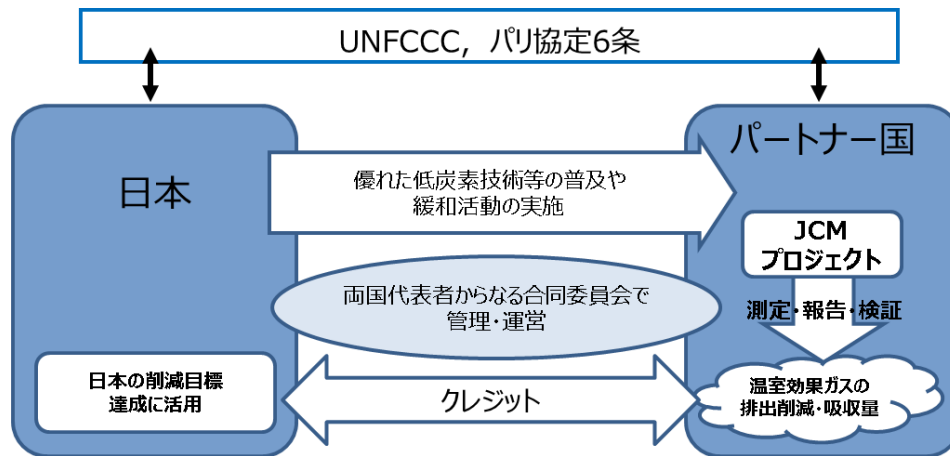 UNFCCC, パリ協定6条
日本
パートナー国
優れた低炭素技術等の普及や
緩和活動の実施
JCM
プロジェクト
両国代表者からなる合同委員会で
管理・運営
測定・報告・検証
日本の削減目標
達成に活用
クレジット
温室効果ガスの
排出削減・吸収量